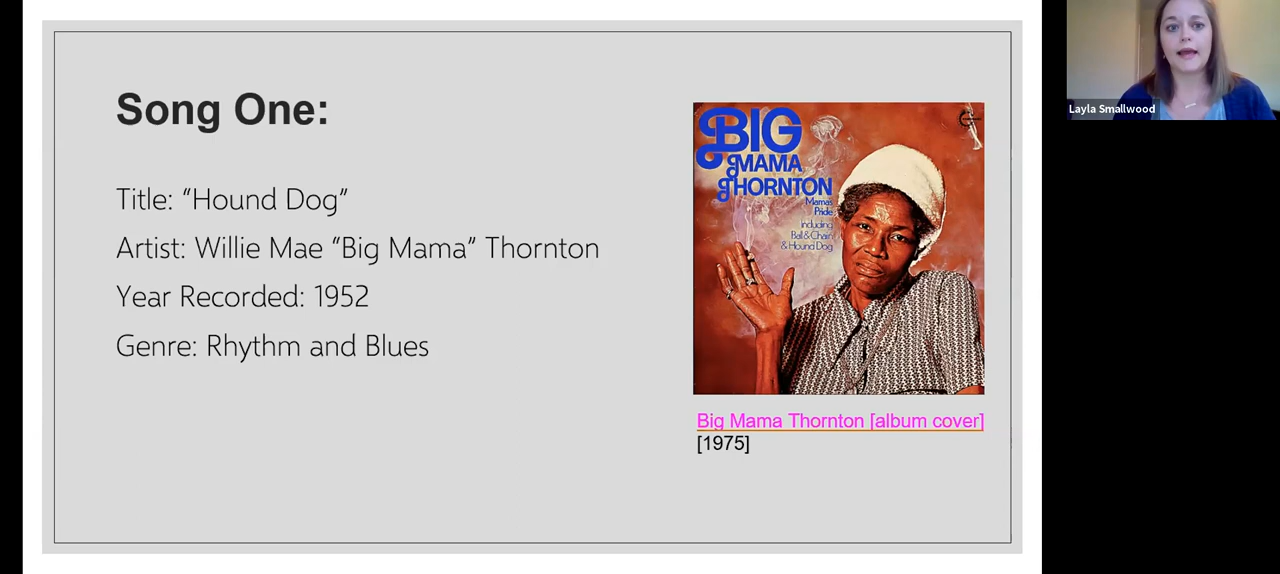 Song One:
Title: “Hound Dog”
Artist: Willie Mae “Big Mama” Thornton
Year Recorded: 1952
Genre: Rhythm and Blues
BIG
MAMA
THORNTON
Mama's
Pride
including
Ball & Chain
& Hound Dog
Big Mama Thornton [album cover]
[1975]
Layla Smallwood